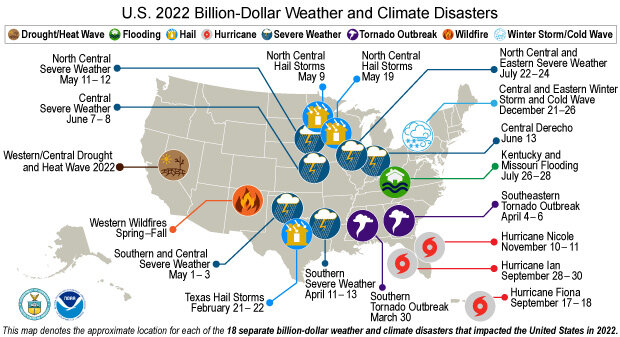 U.S. 2022 Billion-Dollar Weather and Climate Disasters
Drought/Heat Wave Flooding Hail Hurricane Severe Weather Tornado Outbreak Wildfire Winter Storm/Cold Wave
North Central
Severe Weather
May 11–12
North Central
Hail Storms
May 9
North Central
Hail Storms
May 19
North Central and
Eastern Severe Weather
July 22–24
Central
Severe Weather
June 7–8
Central and Eastern Winter
Storm and Cold Wave
December 21–26
Central Derecho
June 13
Western/Central Drought
and Heat Wave 2022
Kentucky and
Missouri Flooding
July 26–28
Southeastern
Tornado Outbreak
April 4–6
Western Wildfires
Spring–Fall
Hurricane Nicole
November 10–11
Southern and Central
Severe Weather
May 1–3
Hurricane Ian
September 28–30
Texas Hail Storms
February 21–22
Southern
Severe Weather
April 11–13
Southern
Tornado Outbreak
March 30
Hurricane Fiona
September 17–18
NOAA
This map denotes the approximate location for each of the 18 separate billion-dollar weather and climate disasters that impacted the United States in 2022.